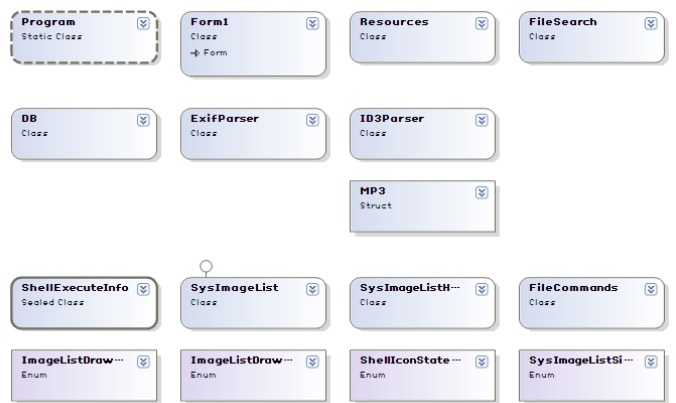 Program
Static Class
Form1
Class
Form
Resources
Class
FileSearch
Class
DB
Class
ExifParser
Class
ID3Parser
Class
MP3
Struct
ShellExecuteInfo
Sealed Class
SysImageList
Class
SysImageListH...
Class
FileCommands
Class
ImageListDraw...
Enum
ImageListDraw...
Enum
ShellIconState...
Enum
SysImageListSi...
Enum